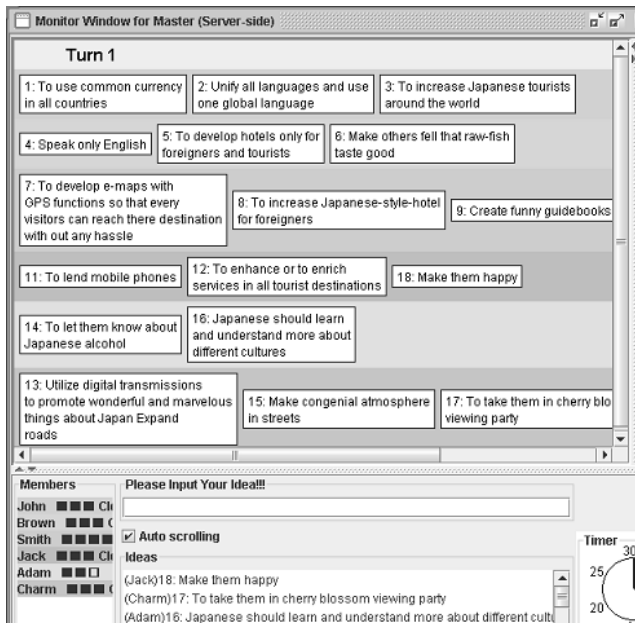 Monitor Window for Master (Server-side)
Turn 1
1: To use common currency
in all countries
2: Unify all languages and use
one global language
3: To increase Japanese tourists
around the world
4: Speak only English
5: To develop hotels only for
foreigners and tourists
6: Make others fell that raw-fish
taste good
7: To develop e-maps with
GPS functions so that every
visitors can reach there destination
with out any hassle
8: To increase Japanese-style-hotel
for foreigners
9: Create funny guidebooks
11: To lend mobile phones
12: To enhance or to enrich
services in all tourist destinations
18: Make them happy
14: To let them know about
Japanese alcohol
16: Japanese should learn
and understand more about
different cultures
13: Utilize digital transmissions
to promote wonderful and marvelous
things about Japan Expand
roads
15: Make congenial atmosphere
in streets
17: To take them in cherry blo
viewing party
Members
John
Brown
Smith
Jack
Adam
Charm
Please Input Your Idea!!!
Auto scrolling
Ideas
(Jack)18: Make them happy
(Charm)17: To take them in cherry blossom viewing party
(Adam)16: Japanese should learn and understand more about different cult
Timer
30
25
20